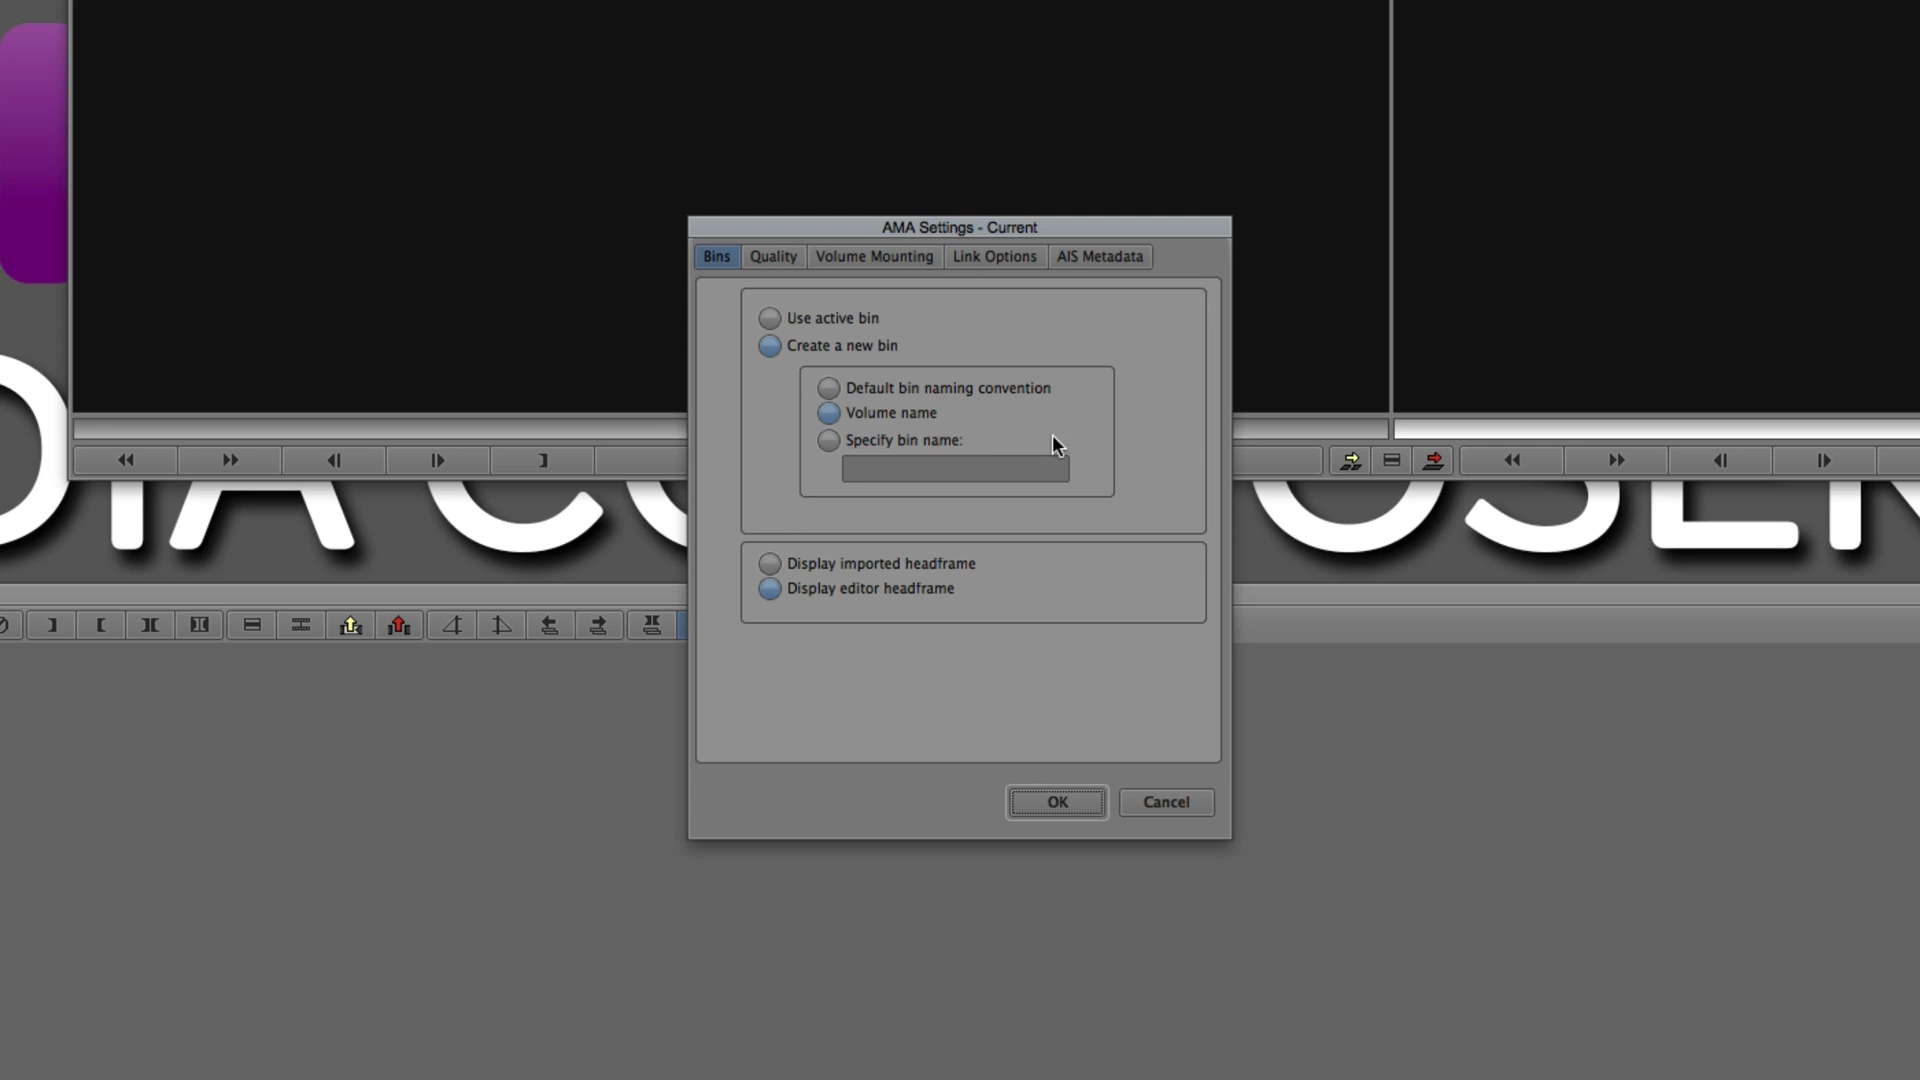 AMA Settings - Current
Bins Quality Volume Mounting Link Options AIS Metadata
Use active bin
Create a new bin
Default bin naming convention
Volume name
Specify bin name:
Display imported headframe
Display editor headframe
OK Cancel